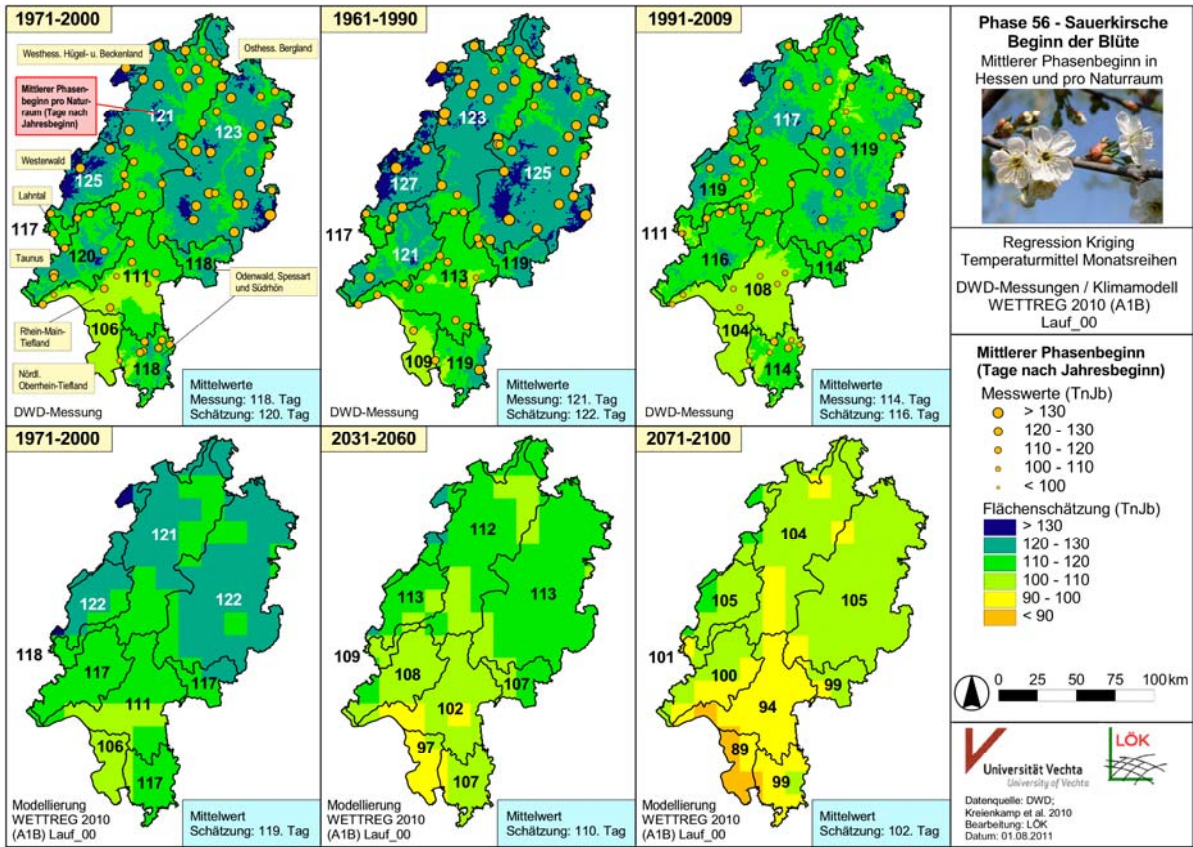 1971-2000
Westhess. Hügel- u. Beckenland
Osthess. Bergland
Mittlerer Phasen-
beginn pro Natur-
raum (Tage nach
Jahresbeginn)
121
123
Westerwald
125
Lahntal
117
Taunus
120
111
118
Odenwald, Spessart
und Südrhön
Rhein-Main-
Tiefland
106
Nördl.
Oberrhein-Tiefland
118
DWD-Messung
Mittelwerte
Messung: 118. Tag
Schätzung: 120. Tag
1961-1990
123
125
127
117
121
113
119
109
119
DWD-Messung
Mittelwerte
Messung: 121. Tag
Schätzung: 122. Tag
1991-2009
117
119
119
111
116
114
108
104
114
Mittelwerte
Messung: 114. Tag
Schätzung: 116. Tag
1971-2000
121
122
122
118
117
117
111
106
117
Modellierung
WETTREG 2010
(A1B) Lauf_00
Mittelwert
Schätzung: 119. Tag
2031-2060
112
113
113
109
108
107
102
97
107
Modellierung
WETTREG 2010
(A1B) Lauf_00
Mittelwert
Schätzung: 110. Tag
2071-2100
104
105
105
101
100
99
94
89
99
Modellierung
WETTREG 2010
(A1B) Lauf_00
Mittelwert
Schätzung: 102. Tag
Phase 56 - Sauerkirsche
Beginn der Blüte
Mittlerer Phasenbeginn in
Hessen und pro Naturraum
Regression Kriging
Temperaturmittel Monatsreihen
DWD-Messungen / Klimamodell
WETTREG 2010 (A1B)
Lauf_00
Mittlerer Phasenbeginn
(Tage nach Jahresbeginn)
Messwerte (TnJb)
> 130
120 - 130
110 - 120
100 - 110
< 100
Flächenschätzung (TnJb)
> 130
120 - 130
110 - 120
100 - 110
90 - 100
< 90
0 25 50 75 100 km
Universität Vechta
University of Vechta
LÖK
Datenquelle: DWD;
Kreienkamp et al. 2010
Bearbeitung: LÖK
Datum: 01.08.2011